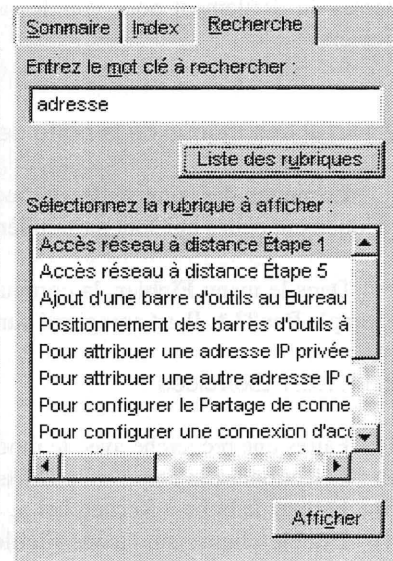 Sommaire Index Recherche
Entrez le mot clé à rechercher :
adresse
Liste des rubriques
Sélectionnez la rubrique à afficher :
Accès réseau à distance Étape 1
Accès réseau à distance Étape 5
Ajout d'une barre d'outils au Bureau
Positionnement des barres d'outils à
Pour attribuer une adresse IP privée
Pour attribuer une autre adresse IP
Pour configurer le Partage de conne
Pour configurer une connexion d'acc
Afficher